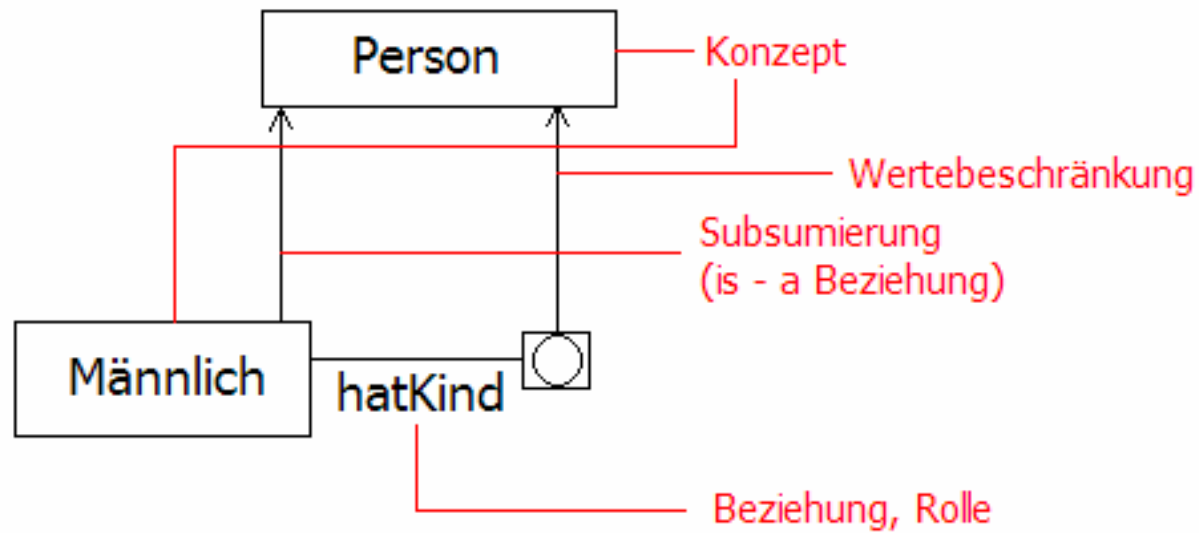 Person
Konzept
Wertebeschränkung
Subsumierung
(is - a Beziehung)
Männlich
hatKind
Beziehung, Rolle